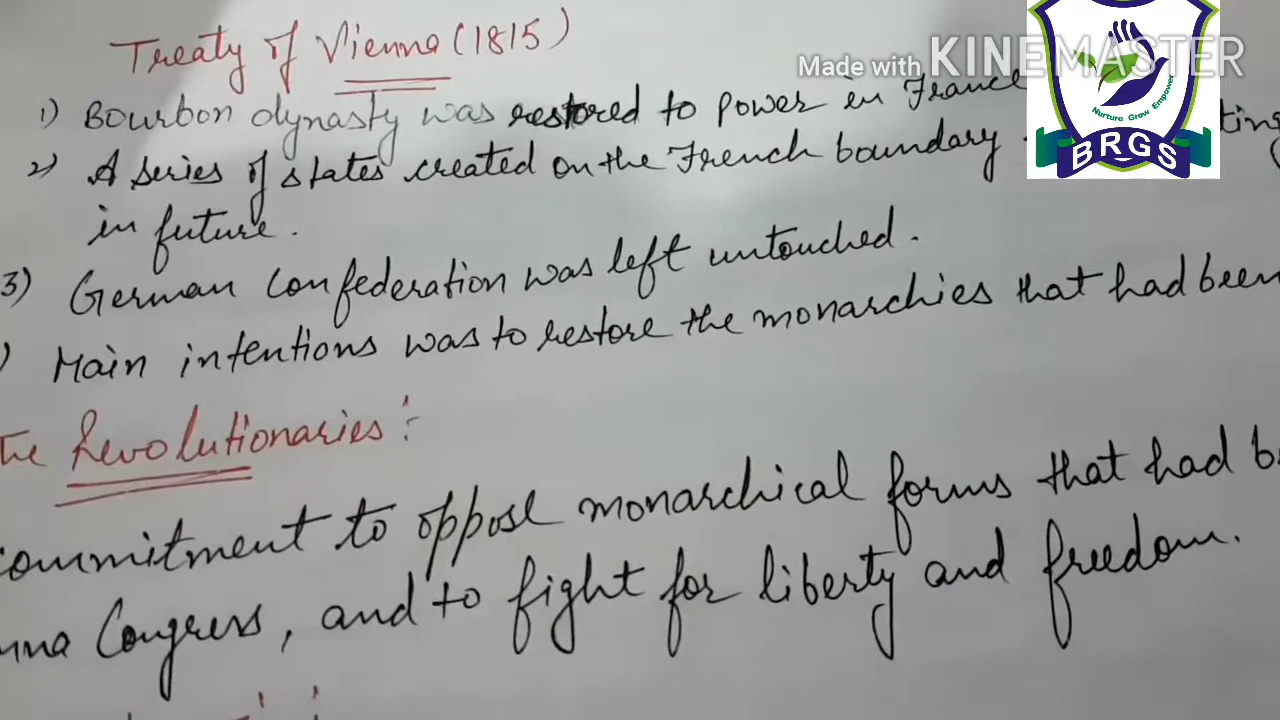 Treaty of Vienna (1815)
Made with KINEMASTER
1) Bourbon dynasty was restored to power in France
2) A series of states created on the French boundary
in future.
3) German confederation was left untouched.
) Main intentions was to restore the monarchies that had been
The Revolutionaries:
commitment to oppose monarchical forms that had b
nna Congress, and to fight for liberty and freedom.
Nurture Grow Empower
BRGS